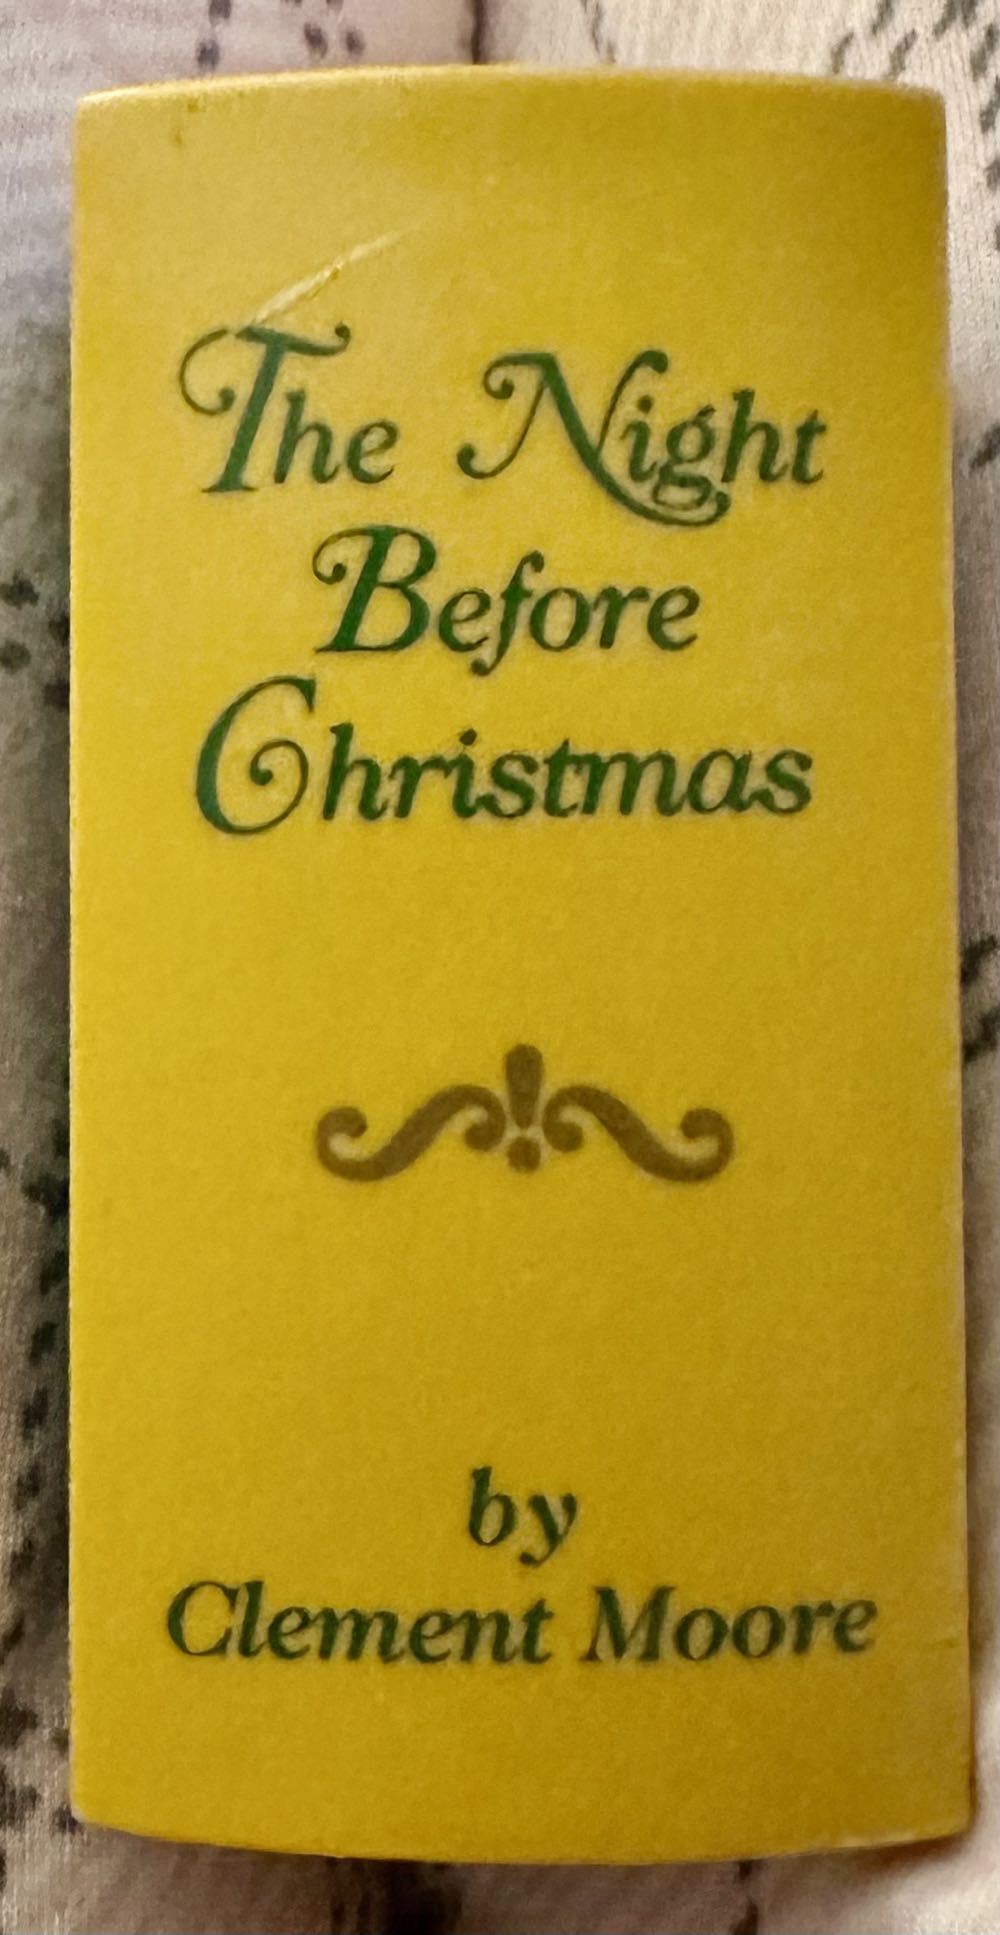 The Night
Before
Christmas
by
Clement Moore